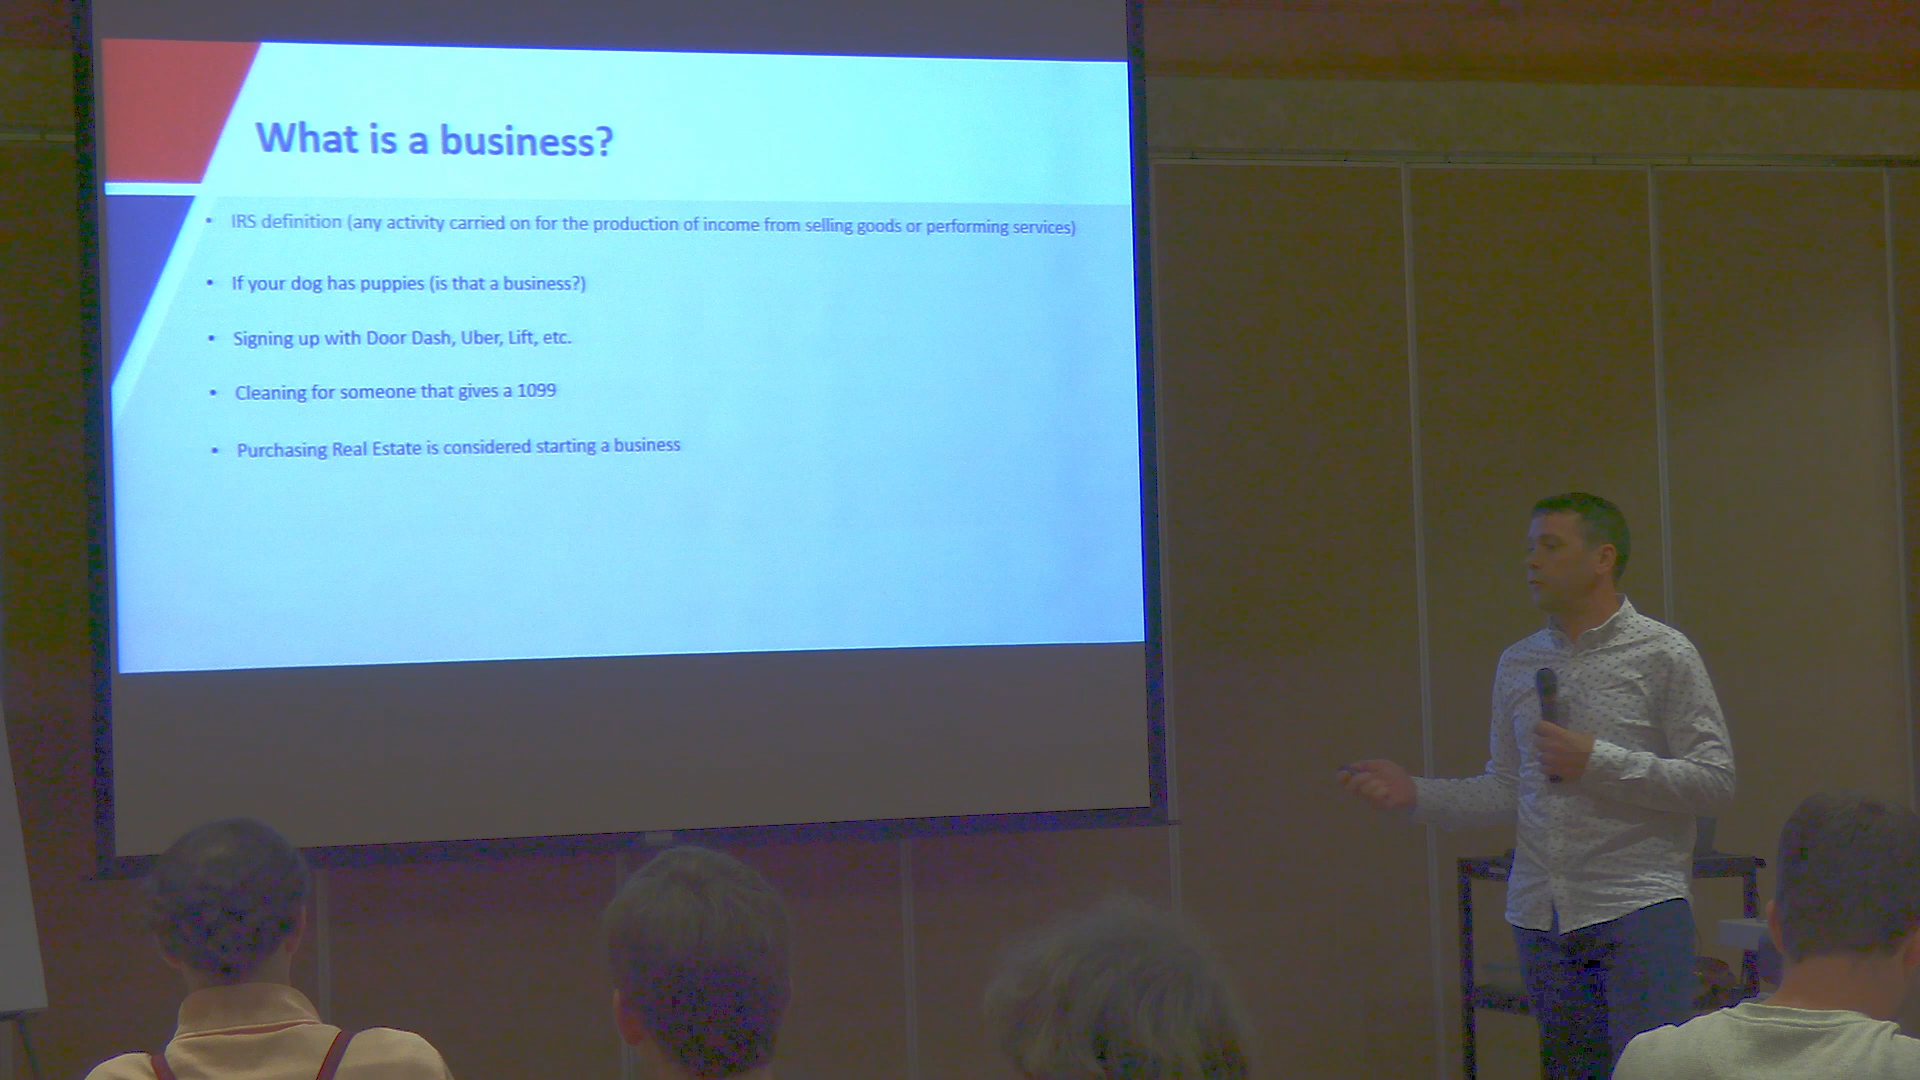 What is a business?
• IRS definition (any activity carried on for the production of income from selling goods or performing services)
• If your dog has puppies (is that a business?)
• Signing up with Door Dash, Uber, Lift, etc.
• Cleaning for someone that gives a 1099
• Purchasing Real Estate is considered starting a business